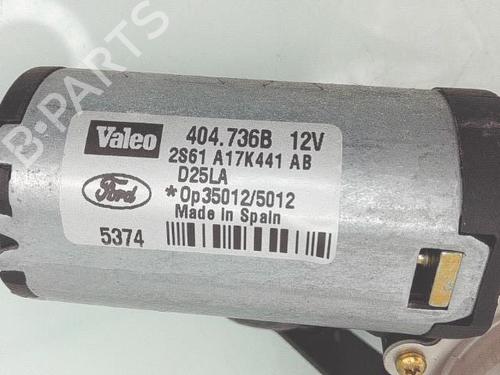 B-PARTS
Valeo 404.736B 12V
2S61 A17K441 AB
D25LA
Ford *Op35012/5012
Made in Spain
5374